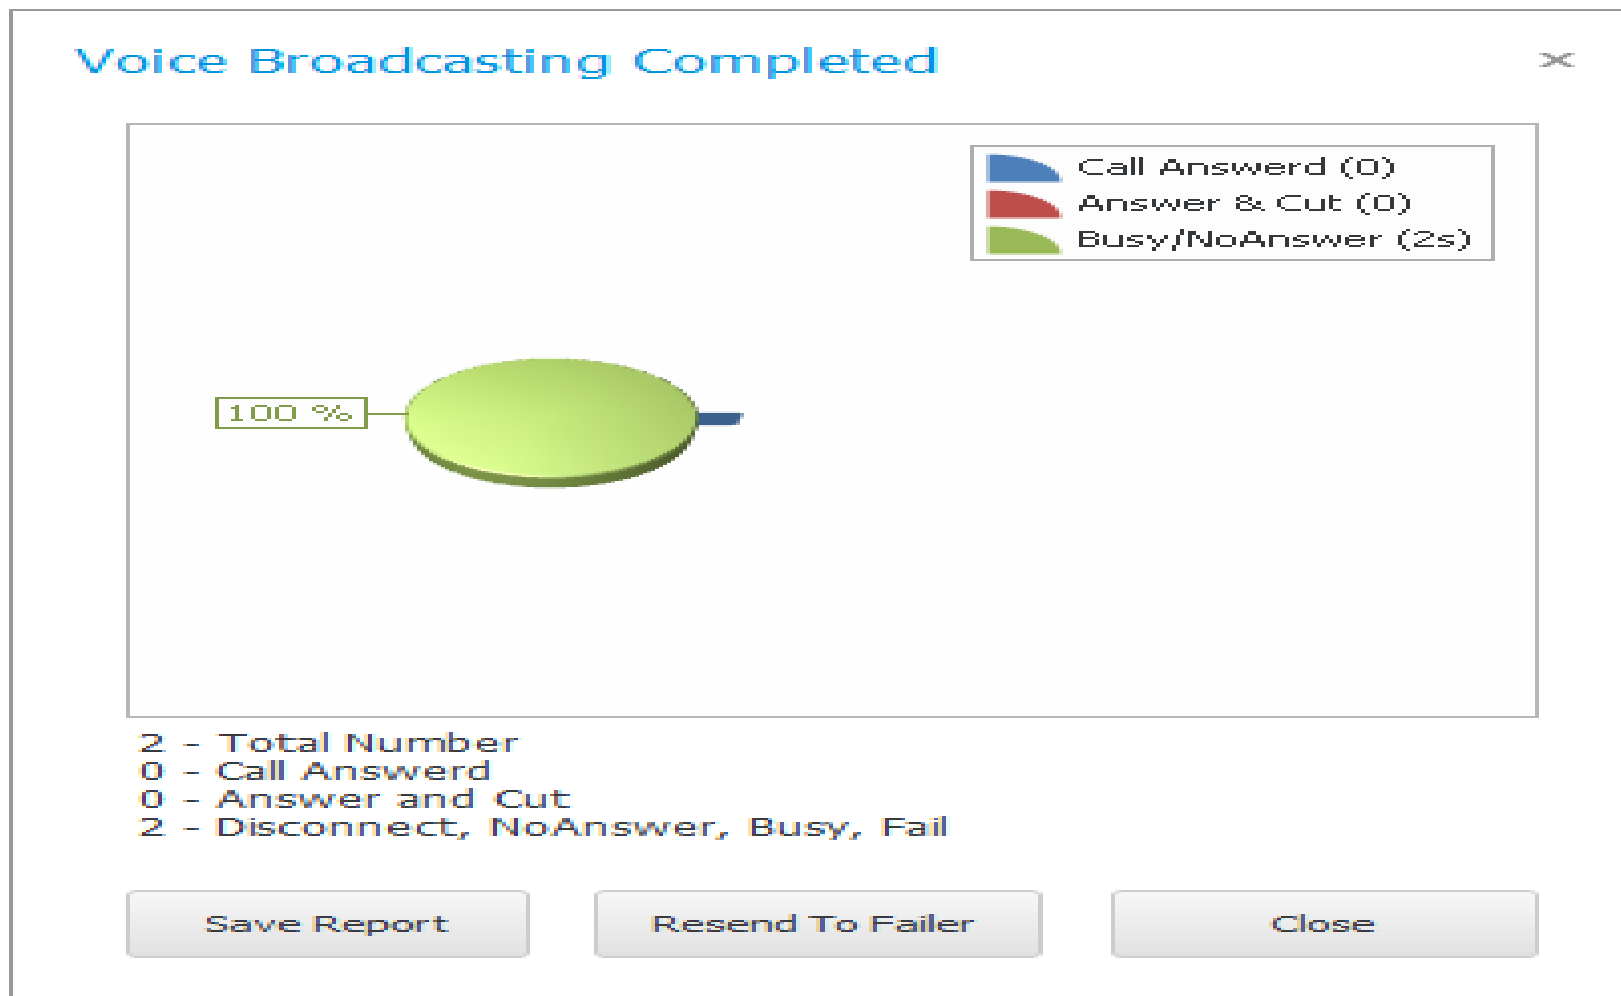 Voice Broadcasting Completed
Call Answerd (0)
Answer & Cut (0)
Busy/NoAnswer (2s)
100 %
2 - Total Number
0 - Call Answerd
0 - Answer and Cut
2 - Disconnect, NoAnswer, Busy, Fail
Save Report
Resend To Failer
Close